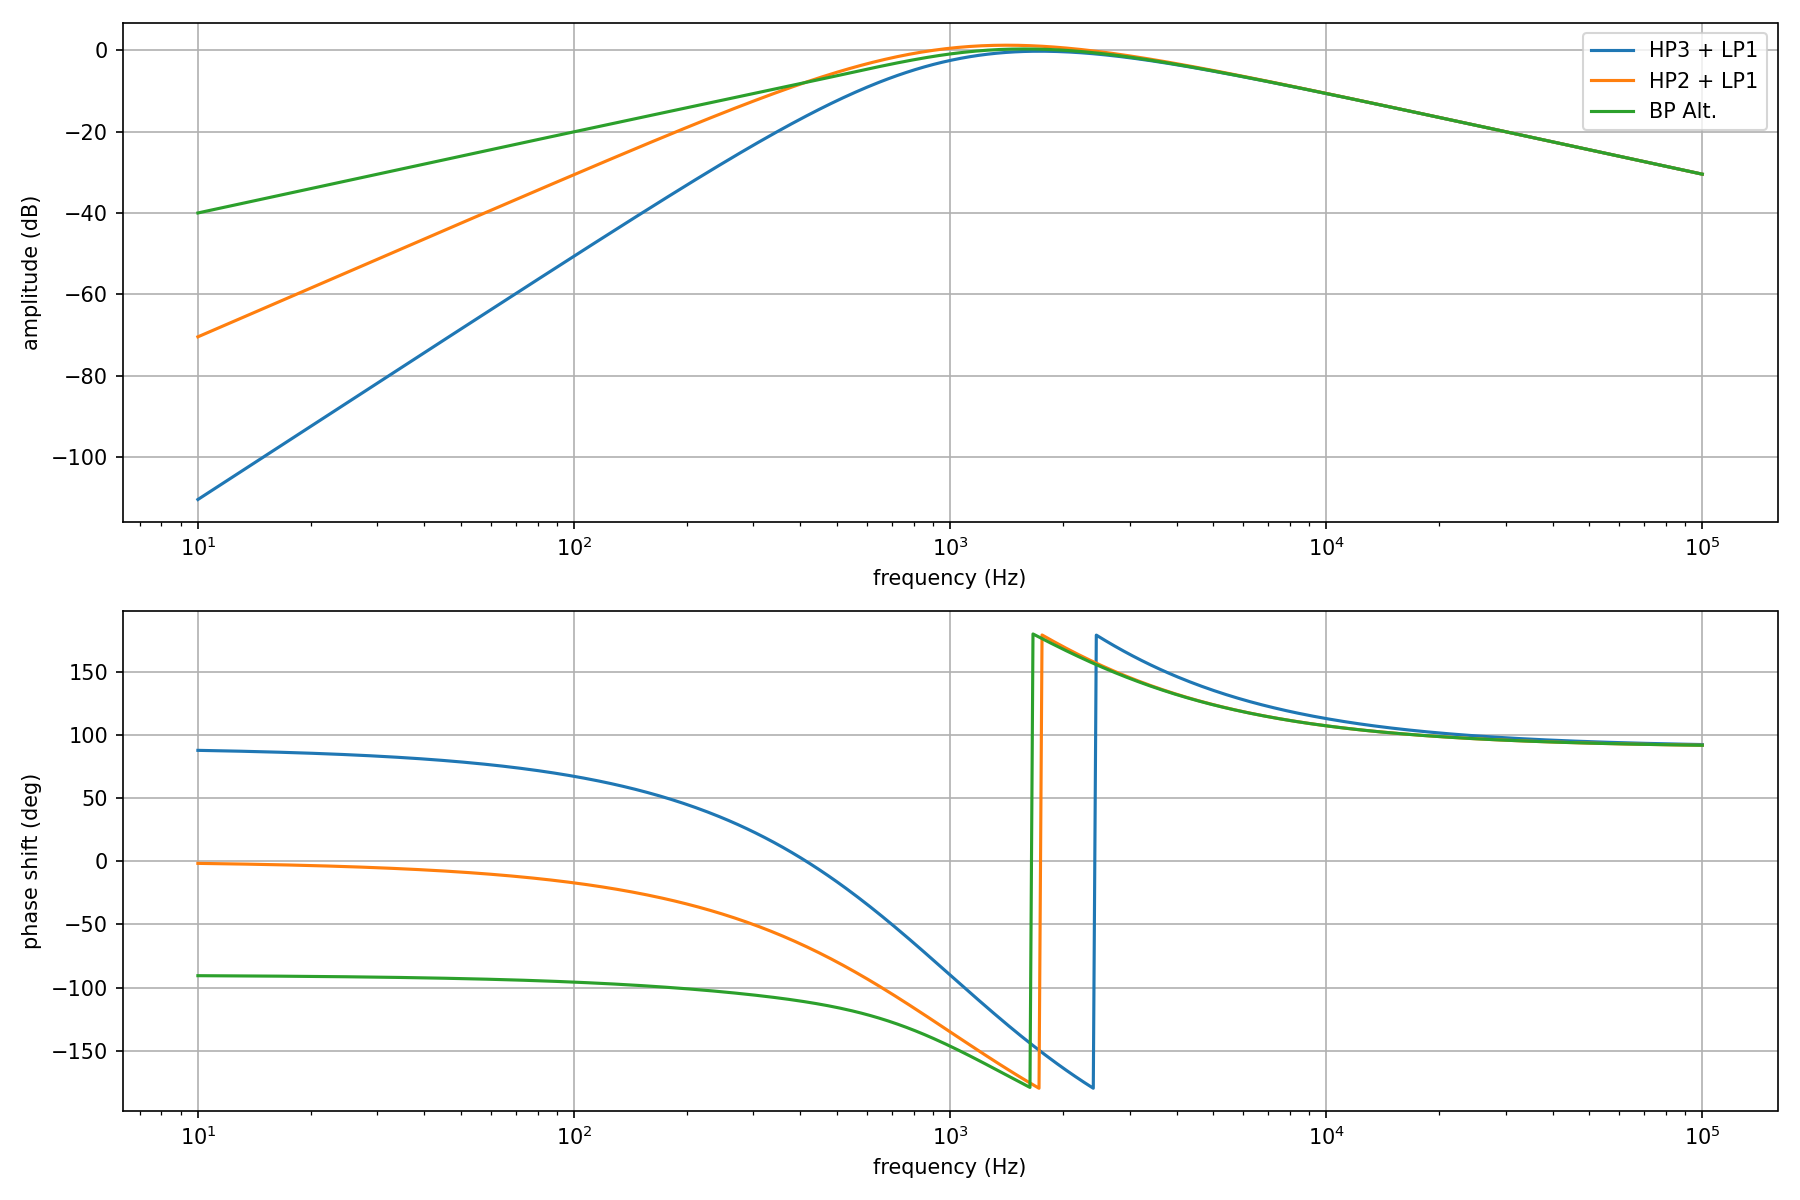 0
−20
−40
−60
−80
−100
amplitude (dB)
HP3 + LP1
HP2 + LP1
BP Alt.
10¹ 10² 10³ 10⁴ 10⁵
frequency (Hz)
150
100
50
0
−50
−100
−150
phase shift (deg)
10¹ 10² 10³ 10⁴ 10⁵
frequency (Hz)